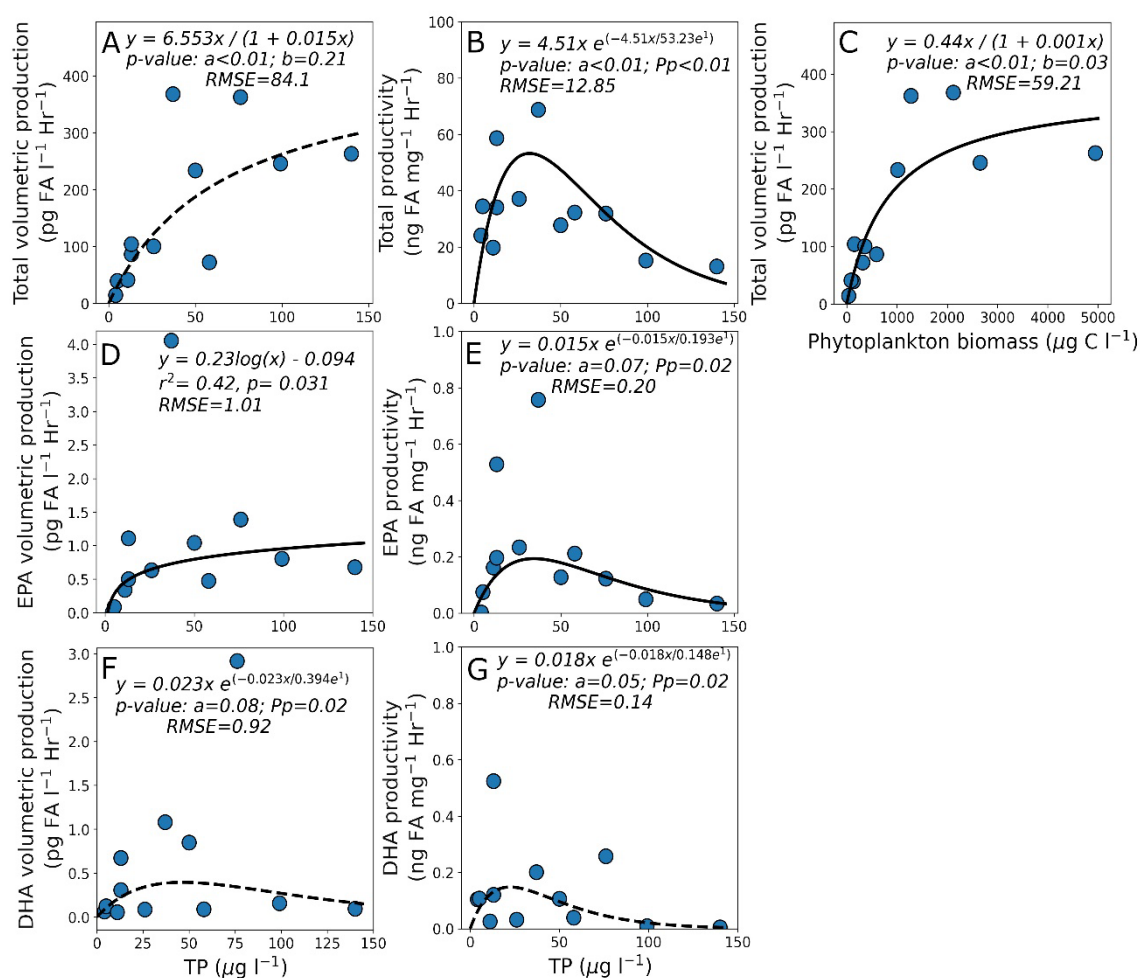 A
y = 6.553x / (1 + 0.015x)
p-value: a<0.01; b=0.21
RMSE=84.1
Total volumetric production
(pg FA l⁻¹ Hr⁻¹)
400
300
200
100
0
0 50 100 150
B
y = 4.51x e^(−4.51x/53.23e¹)
p-value: a<0.01; Pp<0.01
RMSE=12.85
Total productivity
(ng FA mg⁻¹ Hr⁻¹)
100
80
60
40
20
0
0 50 100 150
C
y = 0.44x / (1 + 0.001x)
p-value: a<0.01; b=0.03
RMSE=59.21
Total volumetric production
(pg FA l⁻¹ Hr⁻¹)
400
300
200
100
0
0 1000 2000 3000 4000 5000
Phytoplankton biomass (μg C l⁻¹)
D
y = 0.23log(x) - 0.094
r²= 0.42, p= 0.031
RMSE=1.01
EPA volumetric production
(pg FA l⁻¹ Hr⁻¹)
4.0
3.5
3.0
2.5
2.0
1.5
1.0
0.5
0.0
0 50 100 150
E
y = 0.015x e^(−0.015x/0.193e¹)
p-value: a=0.07; Pp=0.02
RMSE=0.20
EPA productivity
(ng FA mg⁻¹ Hr⁻¹)
1.0
0.8
0.6
0.4
0.2
0.0
0 50 100 150
F
y = 0.023x e^(−0.023x/0.394e¹)
p-value: a=0.08; Pp=0.02
RMSE=0.92
DHA volumetric production
(pg FA l⁻¹ Hr⁻¹)
3.0
2.5
2.0
1.5
1.0
0.5
0.0
0 25 50 75 100 125 150
TP (μg l⁻¹)
G
y = 0.018x e^(−0.018x/0.148e¹)
p-value: a=0.05; Pp=0.02
RMSE=0.14
DHA productivity
(ng FA mg⁻¹ Hr⁻¹)
1.0
0.8
0.6
0.4
0.2
0.0
0 50 100 150
TP (μg l⁻¹)